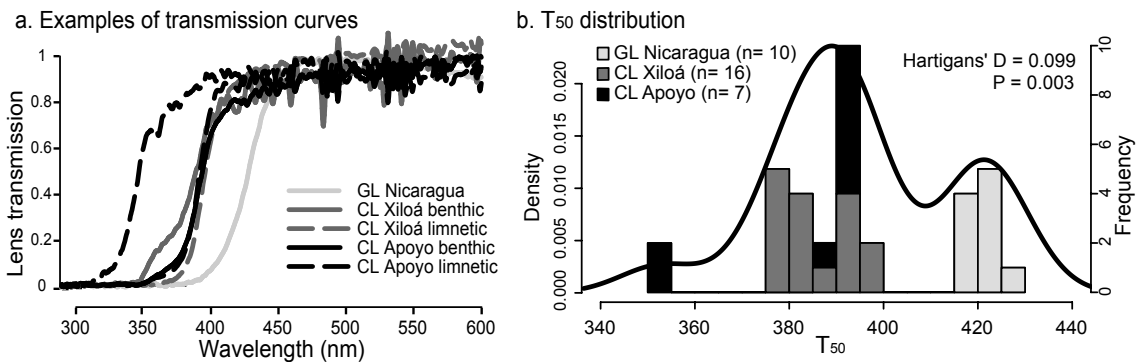 a. Examples of transmission curves
Lens transmission
1
0.8
0.6
0.4
0.2
0
GL Nicaragua
CL Xiloá benthic
CL Xiloá limnetic
CL Apoyo benthic
CL Apoyo limnetic
300 350 400 450 500 550 600
Wavelength (nm)
b. T50 distribution
GL Nicaragua (n= 10)
CL Xiloá (n= 16)
CL Apoyo (n= 7)
Hartigans' D = 0.099
P = 0.003
Density
0.020
0.015
0.010
0.005
0.000
Frequency
10
8
6
4
2
0
340 360 380 400 420 440
T50